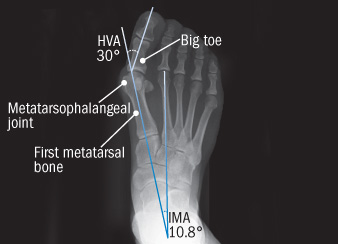 HVA
30°
Big toe
Metatarsophalangeal
joint
First metatarsal
bone
IMA
10.8°